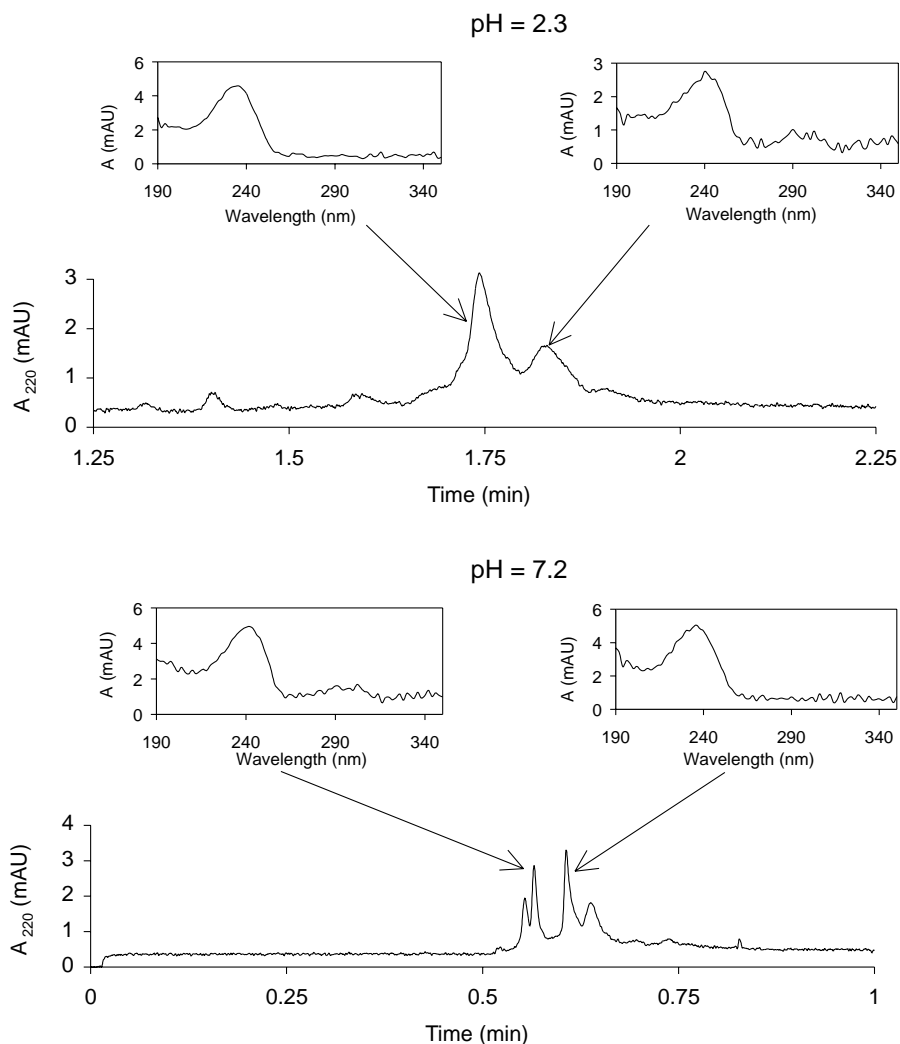 pH = 2.3
6
4
2
0
A (mAU)
190 240 290 340
Wavelength (nm)
3
2
1
0
A (mAU)
190 240 290 340
Wavelength (nm)
3
2
1
0
A220 (mAU)
1.25 1.5 1.75 2 2.25
Time (min)
pH = 7.2
6
4
2
0
A (mAU)
190 240 290 340
Wavelength (nm)
6
4
2
0
A (mAU)
190 240 290 340
Wavelength (nm)
4
3
2
1
0
A220 (mAU)
0 0.25 0.5 0.75 1
Time (min)